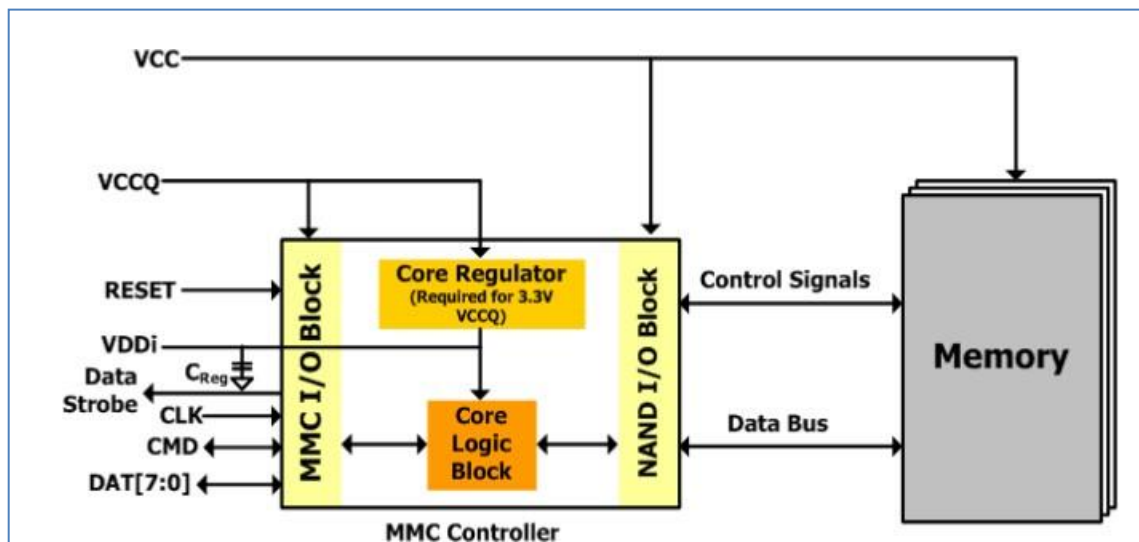 VCC
VCCQ
RESET
VDDi
CReg
Data
Strobe
CLK
CMD
DAT[7:0]
MMC I/O Block
Core Regulator
(Required for 3.3V
VCCQ)
Core
Logic
Block
NAND I/O Block
MMC Controller
Control Signals
Data Bus
Memory